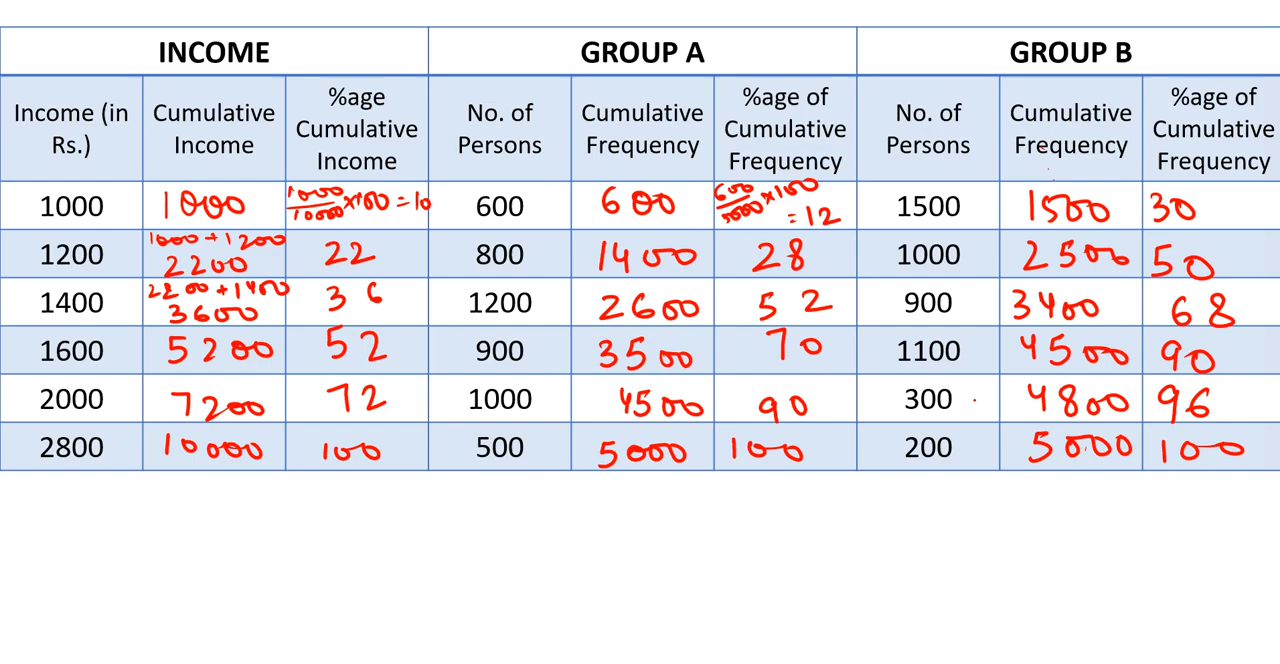 INCOME GROUP A GROUP B
Income (in Rs.) Cumulative Income %age Cumulative Income No. of Persons Cumulative Frequency %age of Cumulative Frequency No. of Persons Cumulative Frequency %age of Cumulative Frequency
1000 1000 1000/10000 ×100 = 10 600 600 600/5000 ×100 = 12 1500 1500 30
1200 1000 + 1200 2200 22 800 1400 28 1000 2500 50
1400 2200 + 1400 3600 36 1200 2600 52 900 3400 68
1600 5200 52 900 3500 70 1100 4500 90
2000 7200 72 1000 4500 90 300 4800 96
2800 10000 100 500 5000 100 200 5000 100